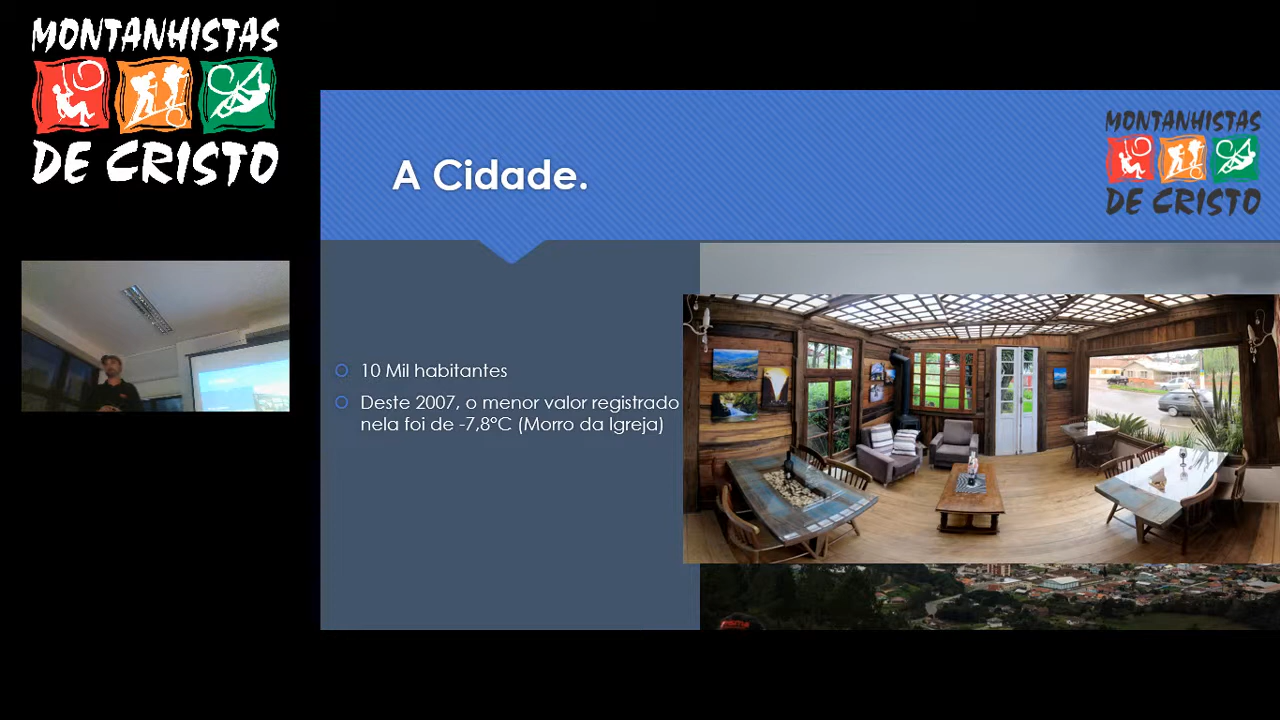 MONTANHISTAS
DE CRISTO
A Cidade.
MONTANHISTAS
DE CRISTO
10 Mil habitantes
Deste 2007, o menor valor registrado
nela foi de -7,8°C (Morro da Igreja)